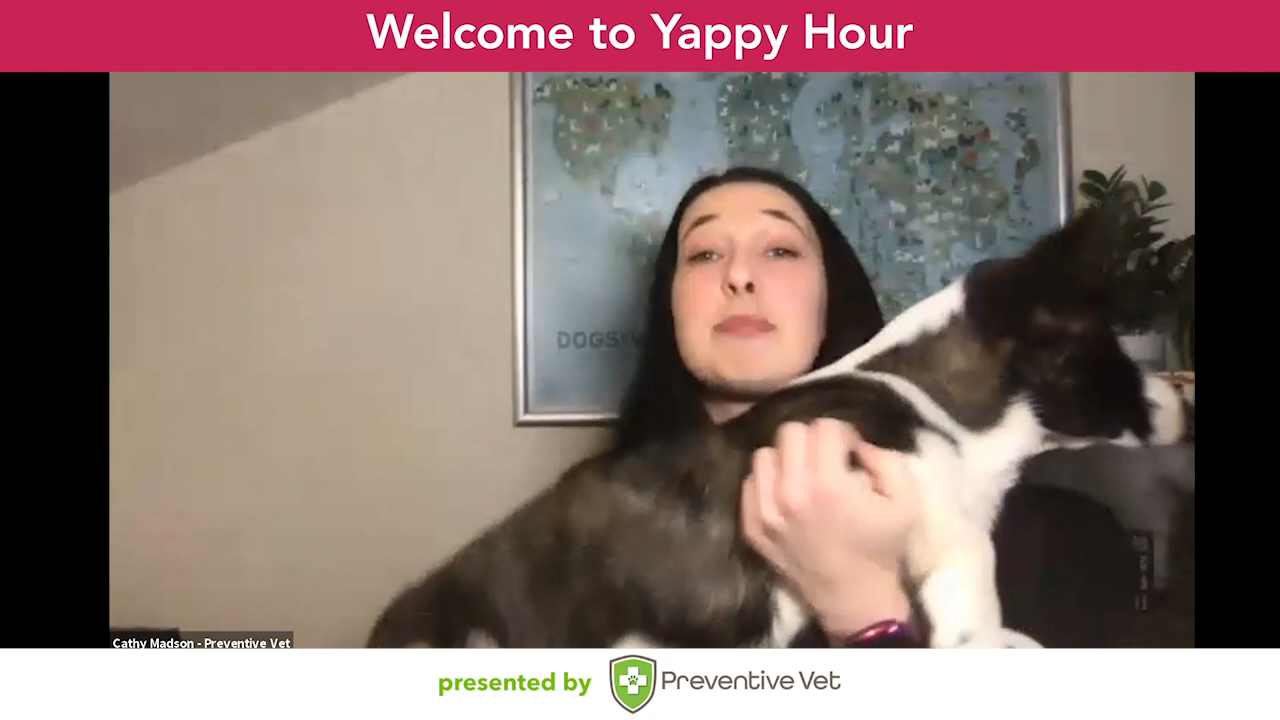 Welcome to Yappy Hour
DOGS
Cathy Madson - Preventive Vet
presented by
Preventive Vet